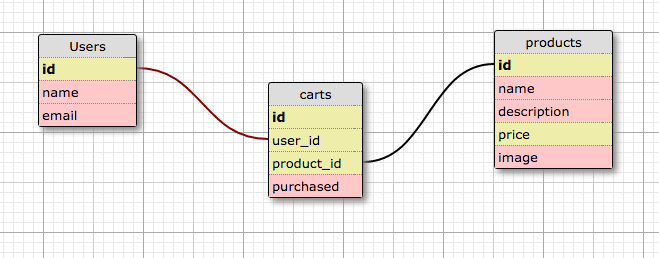 Users
id
name
email
carts
id
user_id
product_id
purchased
products
id
name
description
price
image